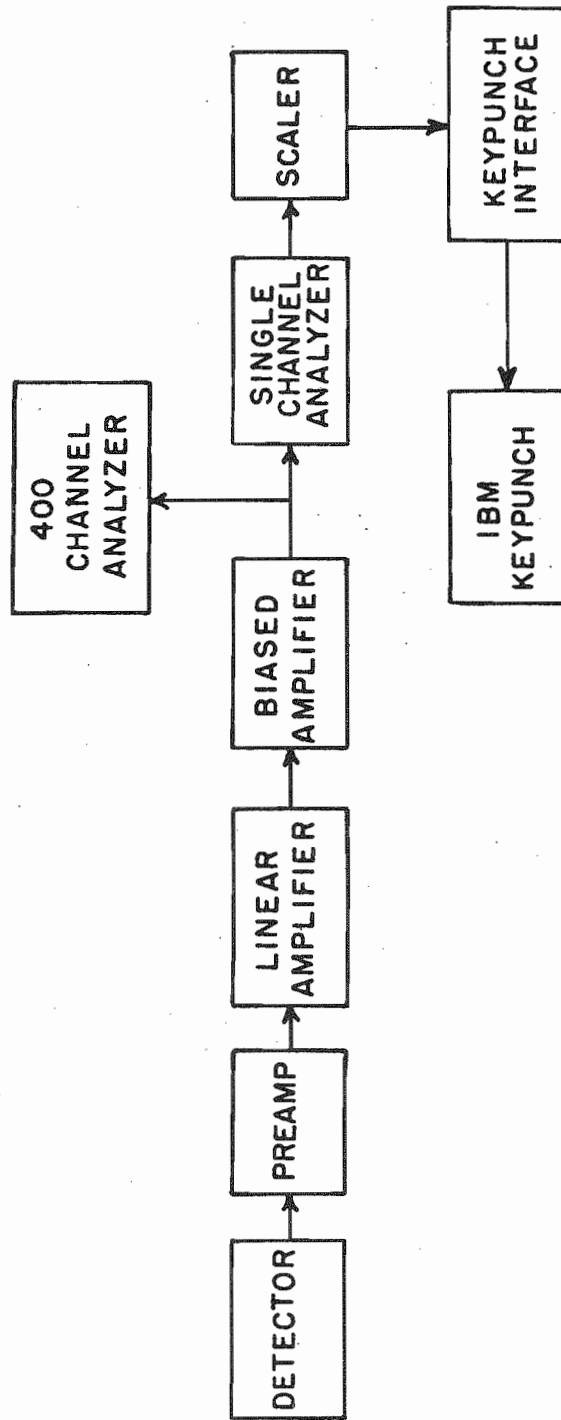 DETECTOR
PREAMP
LINEAR
AMPLIFIER
BIASED
AMPLIFIER
400
CHANNEL
ANALYZER
SINGLE
CHANNEL
ANALYZER
SCALER
KEYPUNCH
INTERFACE
IBM
KEYPUNCH